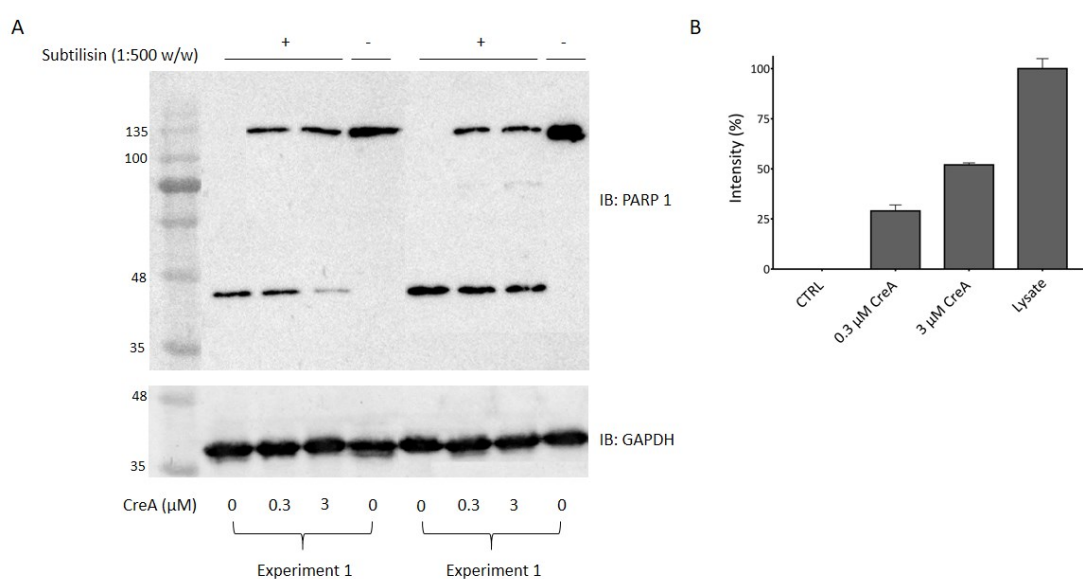 A
Subtilisin (1:500 w/w)
+ - + -
135
100
48
35
IB: PARP 1
48
35
IB: GAPDH
CreA (µM) 0 0.3 3 0 0 0.3 3 0
Experiment 1 Experiment 1
B
Intensity (%)
100
75
50
25
0
CTRL
0.3 µM CreA
3 µM CreA
Lysate